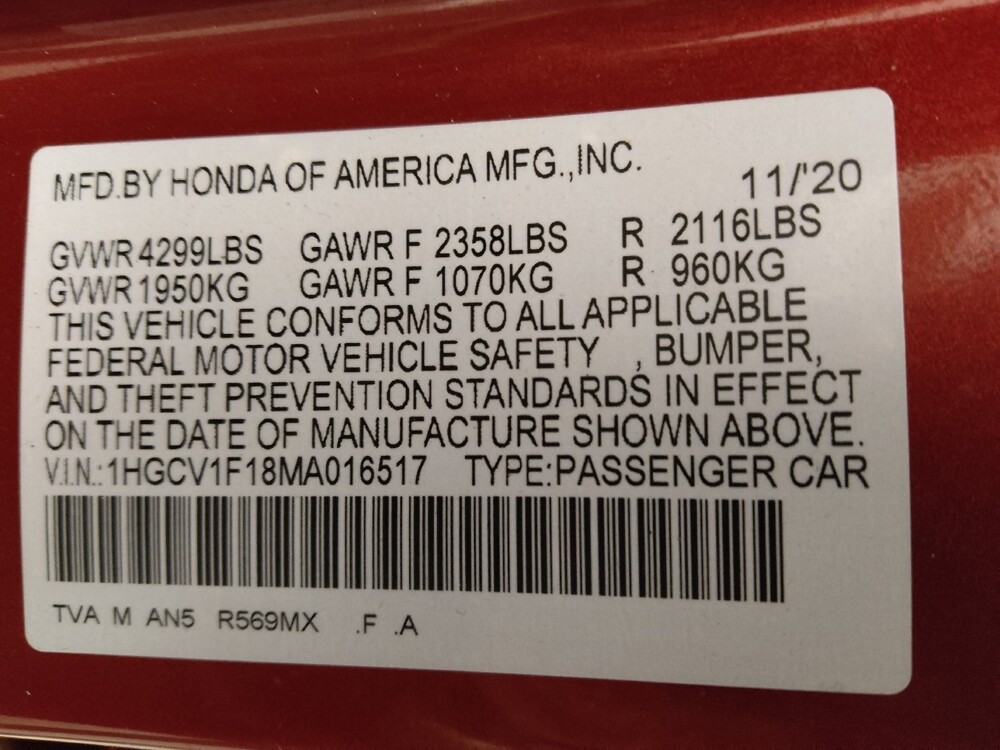 MFD.BY HONDA OF AMERICA MFG.,INC. 11/'20
GVWR 4299LBS GAWR F 2358LBS R 2116LBS
GVWR 1950KG GAWR F 1070KG R 960KG
THIS VEHICLE CONFORMS TO ALL APPLICABLE
FEDERAL MOTOR VEHICLE SAFETY , BUMPER,
AND THEFT PREVENTION STANDARDS IN EFFECT
ON THE DATE OF MANUFACTURE SHOWN ABOVE.
V.I.N.:1HGCV1F18MA016517 TYPE:PASSENGER CAR
TVA M AN5 R569MX .F .A